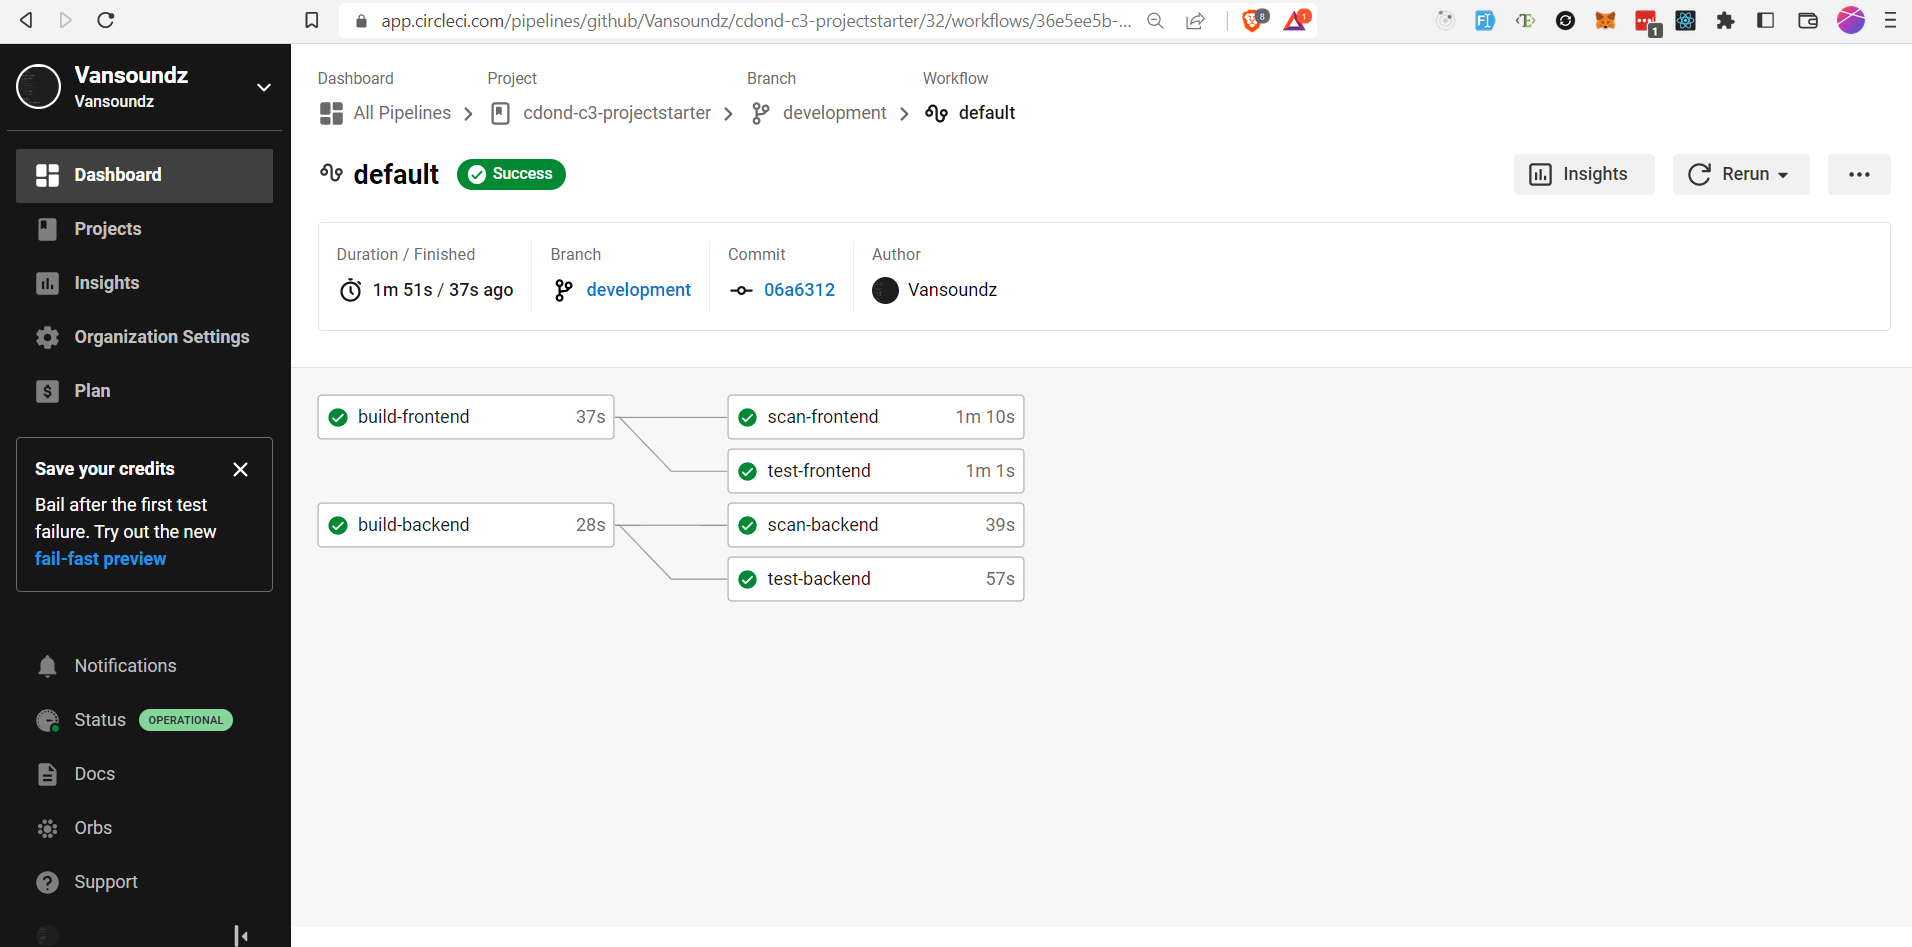 app.circleci.com/pipelines/github/Vansoundz/cdond-c3-projectstarter/32/workflows/36e5ee5b-...
8
1
1
Vansoundz
Vansoundz
Dashboard
Projects
Insights
Organization Settings
Plan
Save your credits
Bail after the first test
failure. Try out the new
fail-fast preview
Notifications
Status OPERATIONAL
Docs
Orbs
Support
Dashboard Project Branch Workflow
All Pipelines cdond-c3-projectstarter development default
default Success
Insights Rerun
Duration / Finished Branch Commit Author
1m 51s / 37s ago development 06a6312 Vansoundz
build-frontend 37s scan-frontend 1m 10s
test-frontend 1m 1s
build-backend 28s scan-backend 39s
test-backend 57s